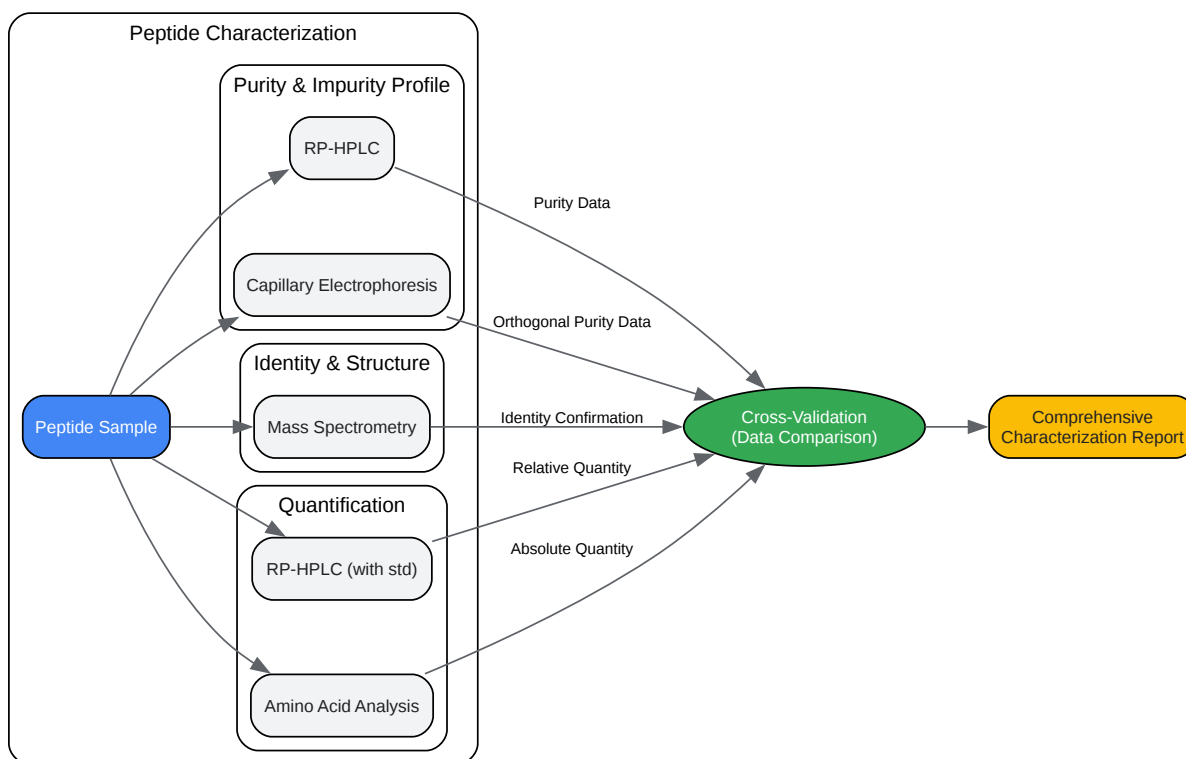 Peptide Characterization
Purity & Impurity Profile
RP-HPLC
Purity Data
Capillary Electrophoresis
Orthogonal Purity Data
Identity & Structure
Peptide Sample
Mass Spectrometry
Identity Confirmation
Cross-Validation
(Data Comparison)
Comprehensive
Characterization Report
Relative Quantity
Quantification
RP-HPLC (with std)
Absolute Quantity
Amino Acid Analysis